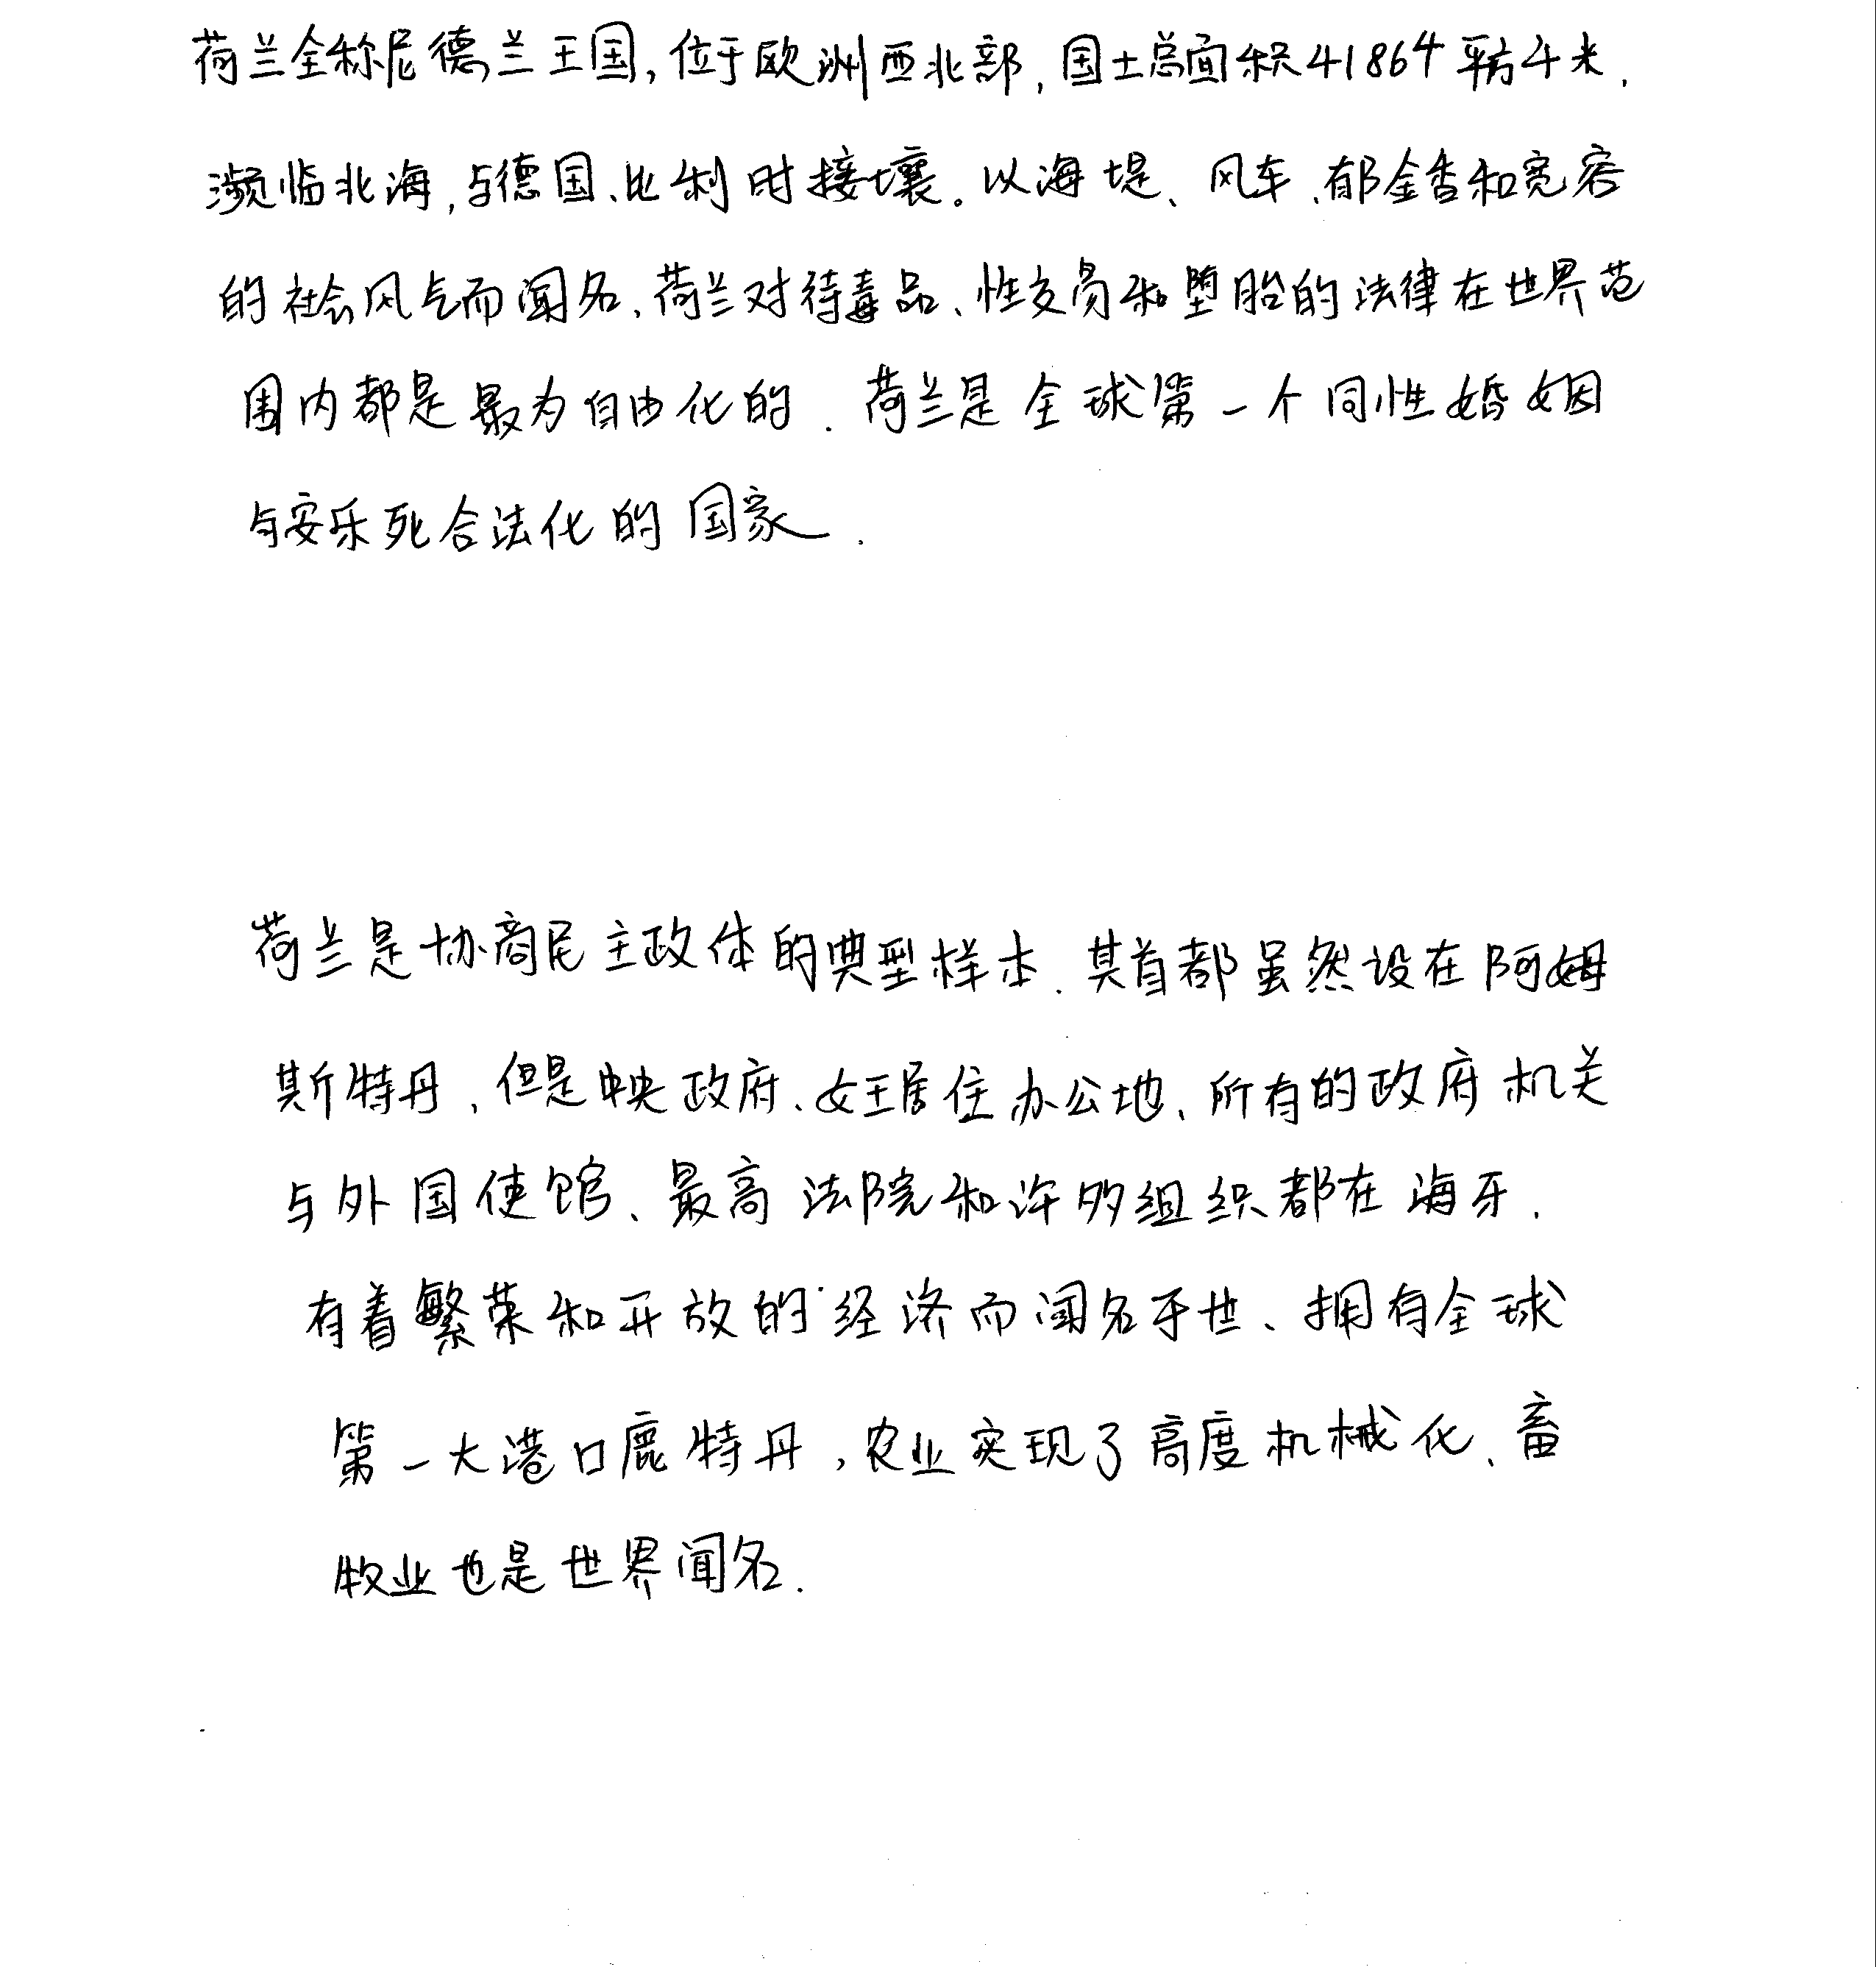 荷兰全称尼德兰王国,位于欧洲西北部,国土总面积41864平方千米.
濒临北海,与德国、比利时接壤。以海堤、风车、郁金香和宽容
的社会风气而闻名.荷兰对待毒品、性交易和堕胎的法律在世界范
围内都是最为自由化的.荷兰是全球第一个同性婚姻
与安乐死合法化的国家.
荷兰是协商民主政体的典型样本.其首都虽然设在阿姆
斯特丹,但是中央政府、女王居住办公地、所有的政府机关
与外国使馆、最高法院和许多组织都在海牙.
有着繁荣和开放的经济而闻名于世、拥有全球
第一大港口鹿特丹,农业实现了高度机械化、畜
牧业也是世界闻名.